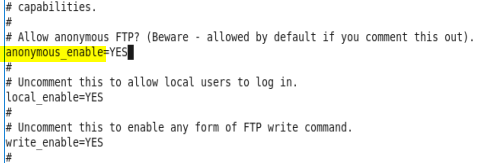 # capabilities.
#
# Allow anonymous FTP? (Beware - allowed by default if you comment this out).
anonymous_enable=YES
#
# Uncomment this to allow local users to log in.
local_enable=YES
#
# Uncomment this to enable any form of FTP write command.
write_enable=YES
#